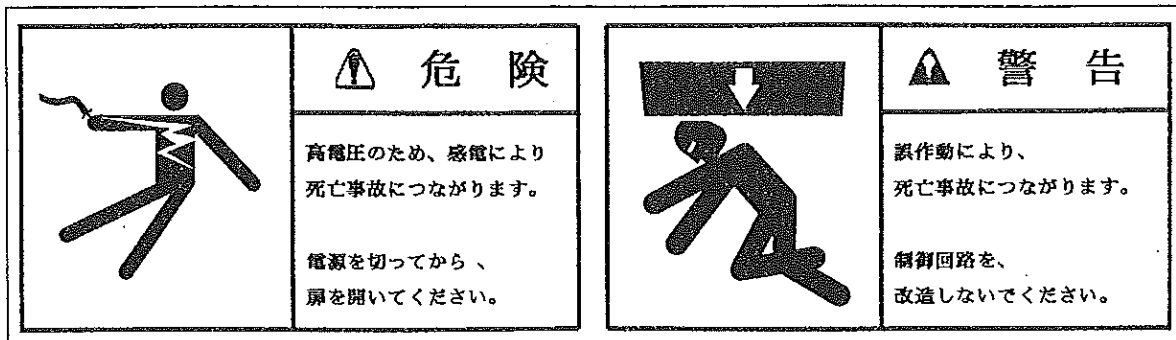 危険
高電圧のため、感電により
死亡事故につながります。
電源を切ってから、
扉を開いてください。
警告
誤作動により、
死亡事故につながります。
制御回路を、
改造しないでください。